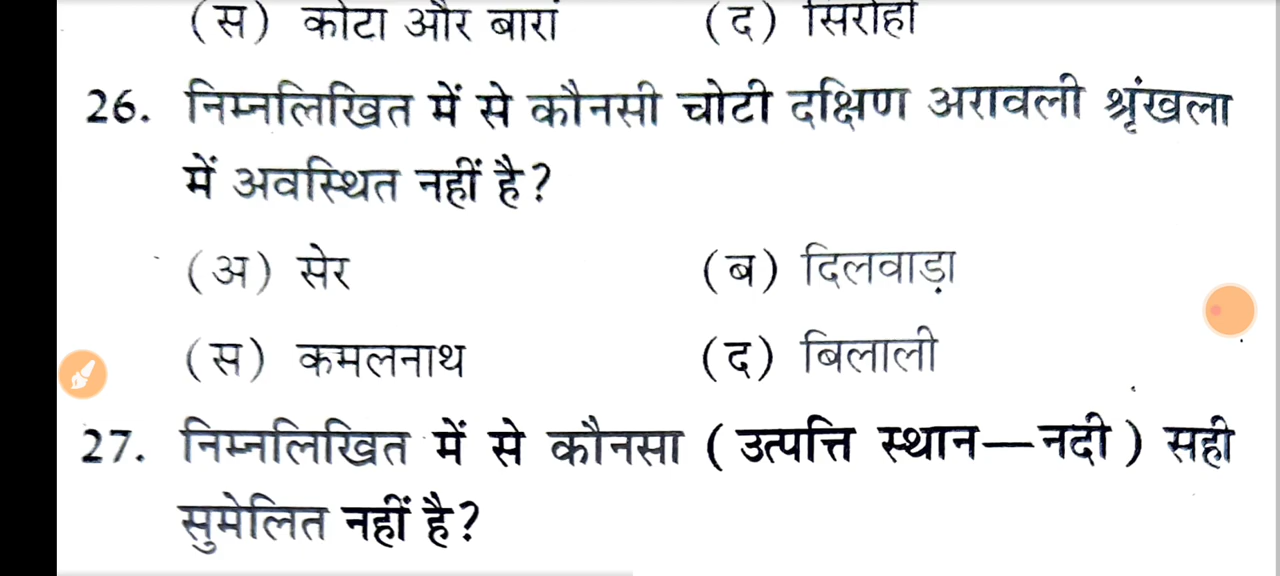 (स) कोटा और बारां (द) सिरोही
26. निम्नलिखित में से कौनसी चोटी दक्षिण अरावली श्रृंखला
में अवस्थित नहीं है?
(अ) सेर (ब) दिलवाड़ा
(स) कमलनाथ (द) बिलाली
27. निम्नलिखित में से कौनसा (उत्पत्ति स्थान—नदी) सही
सुमेलित नहीं है?